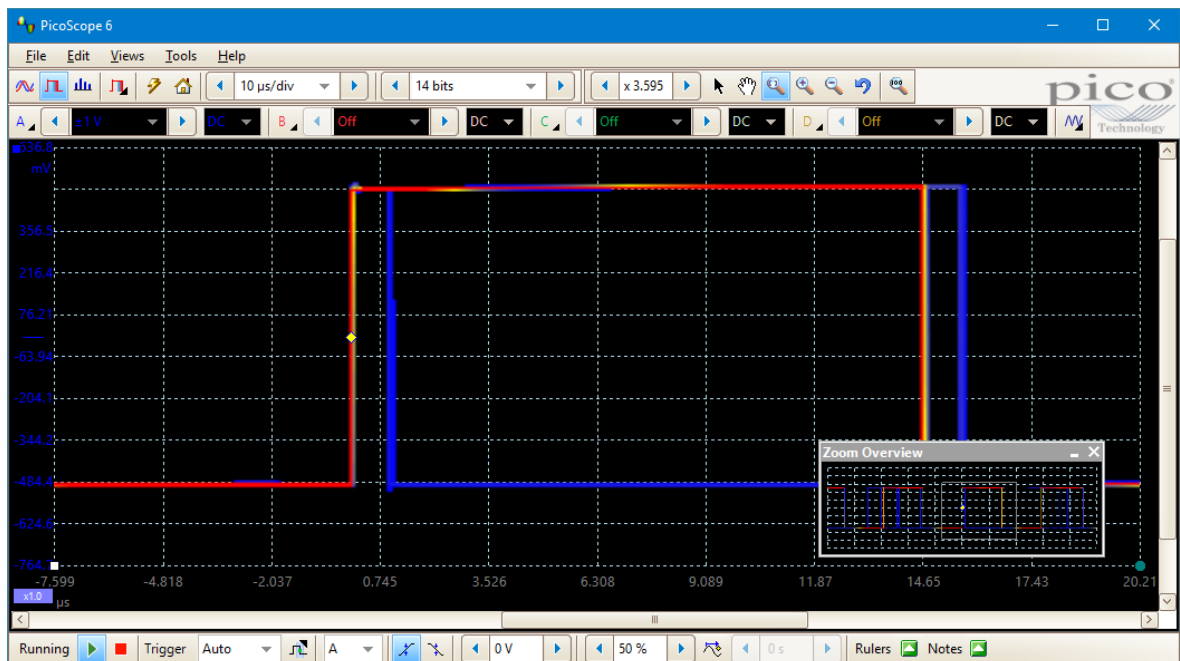 PicoScope 6
File Edit Views Tools Help
10 µs/div 14 bits x 3.595 pico Technology
A ±1 V DC B Off DC C Off DC D Off DC
836.8
mV
356.5
216.4
76.21
-63.94
-204.1
-344.2
-484.4
-624.6
-764.7
Zoom Overview
-7.599 -4.818 -2.037 0.745 3.526 6.308 9.089 11.87 14.65 17.43 20.21
x1.0 µs
Running Trigger Auto A 0 V 50 % 0 s Rulers Notes